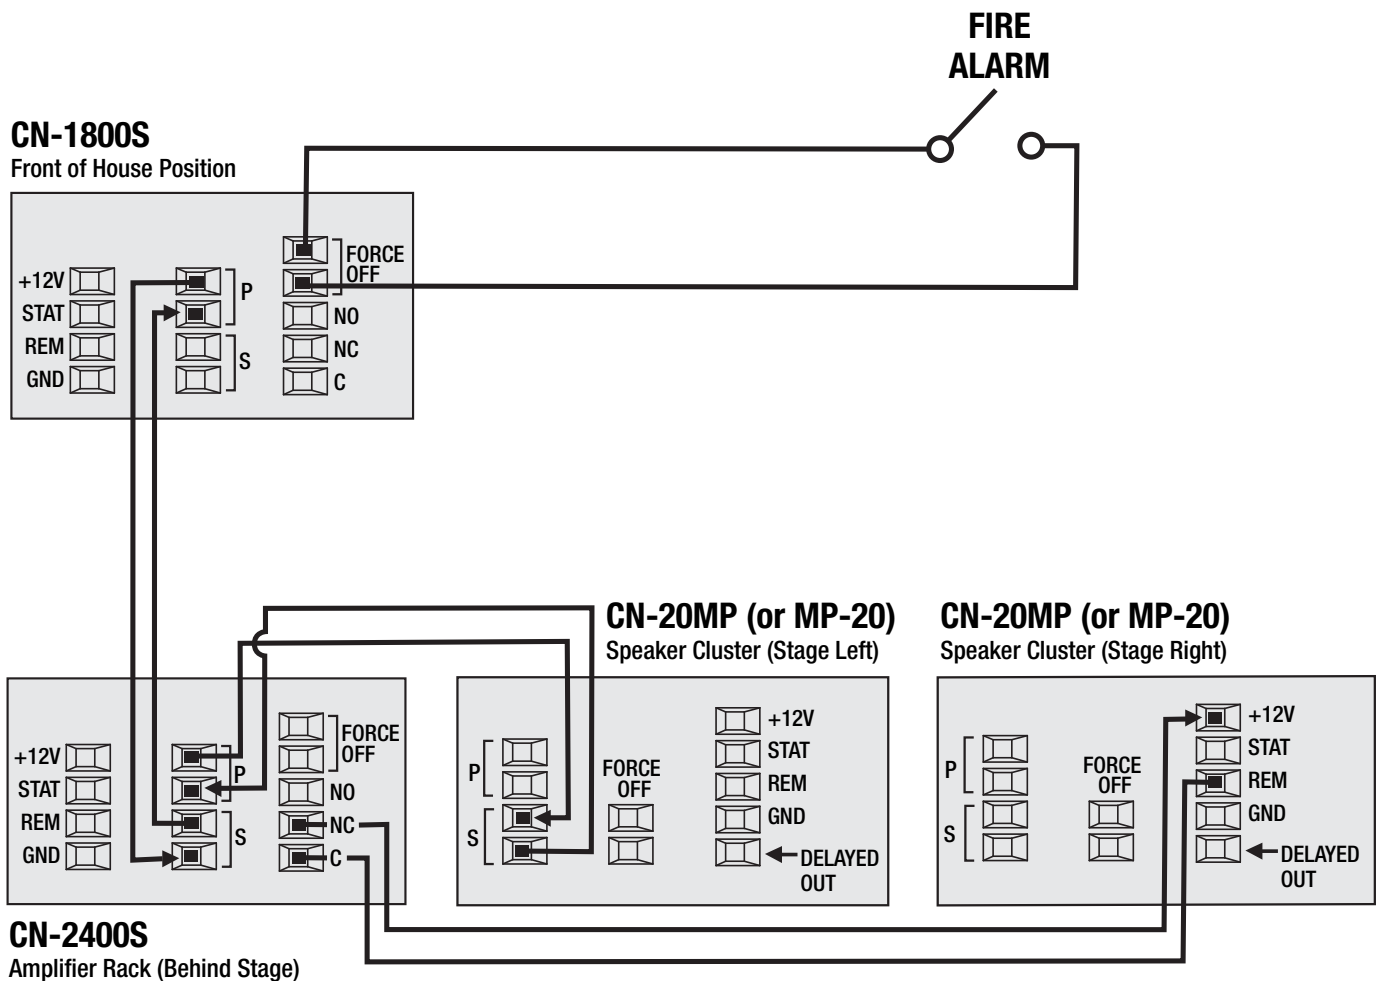 FIRE
ALARM
CN-1800S
Front of House Position
FORCE
OFF
+12V
P
STAT
NO
REM
NC
S
GND
C
CN-20MP (or MP-20)
Speaker Cluster (Stage Left)
CN-20MP (or MP-20)
Speaker Cluster (Stage Right)
FORCE
OFF
+12V
P
STAT
NO
REM
NC
S
GND
C
+12V
STAT
P
FORCE
OFF
REM
GND
S
DELAYED
OUT
+12V
STAT
P
FORCE
OFF
REM
GND
S
DELAYED
OUT
CN-2400S
Amplifier Rack (Behind Stage)